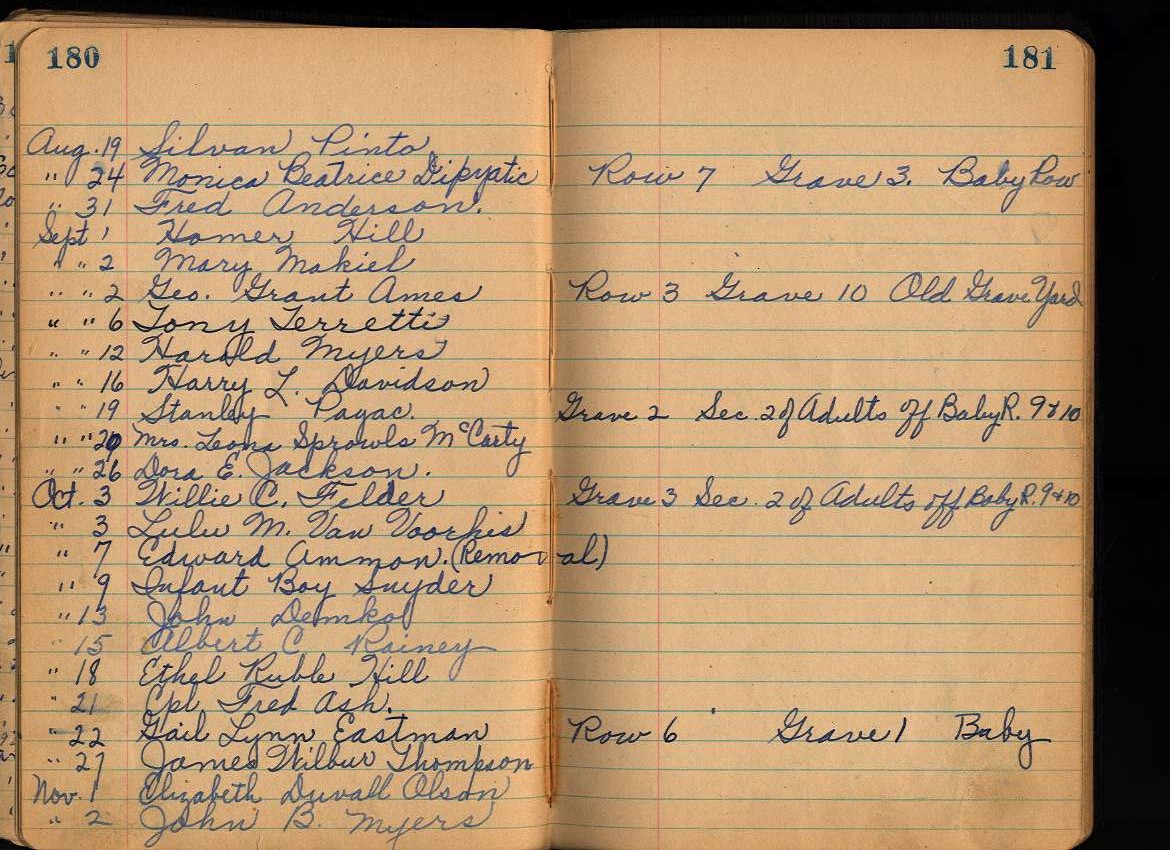 180 181
Aug. 19 Silvan Pinto
" 24 Monica Beatrice Dipyatic Row 7 Grave 3. Baby Row
" 31 Fred Anderson.
Sept 1 Homer Hill
" " 2 Mary Makiel
" " 2 Geo. Grant Ames Row 3 Grave 10 Old Grave Yard
" " 6 Tony Terretti
" " 12 Harold Myers
" " 16 Harry L. Davidson
" " 19 Stanley Pagac. Grave 2 Sec. 2 of Adults off Baby R. 9 & 10
" " 20 Mrs. Leona Sprowls McCarty
" " 26 Dora E. Jackson.
Oct. 3 Willie C. Felder Grave 3 Sec. 2 of Adults off Baby R. 9 & 10
" 3 Lulu M. Van Voorhis
" 7 Edward Ammon. (Removal)
" 9 Infant Boy Snyder
" 13 John Demko
" 15 Albert C Rainey
" 18 Ethel Ruble Hill
" 21 Cpl. Fred Ash.
" 22 Gail Lynn Eastman Row 6 Grave 1 Baby
" 27 James Wilbur Thompson
Nov. 1 Elizabeth Duvall Olson
" 2 John B. Myers